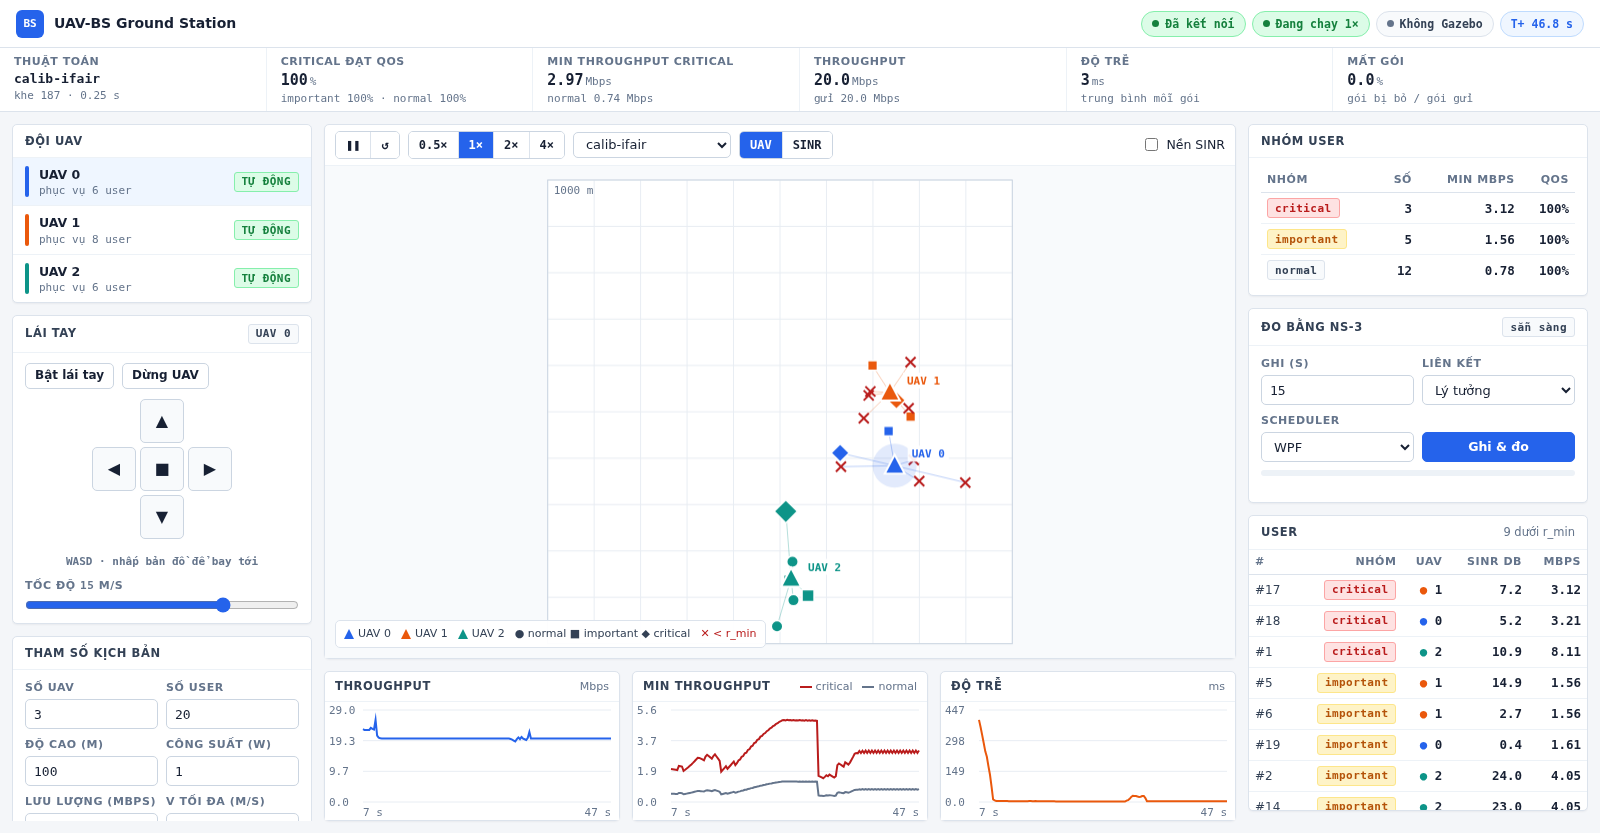 BS UAV-BS Ground Station
Đã kết nối Đang chạy 1× Không Gazebo T+ 46.8 s
THUẬT TOÁN
calib-ifair
khe 187 · 0.25 s
CRITICAL ĐẠT QOS
100%
important 100% · normal 100%
MIN THROUGHPUT CRITICAL
2.97 Mbps
normal 0.74 Mbps
THROUGHPUT
20.0 Mbps
gửi 20.0 Mbps
ĐỘ TRỄ
3 ms
trung bình mỗi gói
MẤT GÓI
0.0 %
gói bị bỏ / gói gửi
ĐỘI UAV
UAV 0
phục vụ 6 user
TỰ ĐỘNG
UAV 1
phục vụ 8 user
TỰ ĐỘNG
UAV 2
phục vụ 6 user
TỰ ĐỘNG
LÁI TAY UAV 0
Bật lái tay Dừng UAV
▲
◀ ■ ▶
▼
WASD · nhấp bản đồ để bay tới
TỐC ĐỘ 15 M/S
THAM SỐ KỊCH BẢN
SỐ UAV SỐ USER
3 20
ĐỘ CAO (M) CÔNG SUẤT (W)
100 1
LƯU LƯỢNG (MBPS) V TỐI ĐA (M/S)
❚❚ ↺ 0.5× 1× 2× 4× calib-ifair UAV SINR Nền SINR
1000 m
UAV 1
UAV 0
UAV 2
▲ UAV 0 ▲ UAV 1 ▲ UAV 2 ● normal ■ important ◆ critical ✕ < r_min
THROUGHPUT Mbps
29.0
19.3
9.7
0.0
7 s 47 s
MIN THROUGHPUT critical normal
5.6
3.7
1.9
0.0
7 s 47 s
ĐỘ TRỄ ms
447
298
149
0.0
7 s 47 s
NHÓM USER
NHÓM SỐ MIN MBPS QOS
critical 3 3.12 100%
important 5 1.56 100%
normal 12 0.78 100%
ĐO BẰNG NS-3 sẵn sàng
GHI (S) LIÊN KẾT
15 Lý tưởng
SCHEDULER
WPF Ghi & đo
USER 9 dưới r_min
# NHÓM UAV SINR DB MBPS
#17 critical ● 1 7.2 3.12
#18 critical ● 0 5.2 3.21
#1 critical ● 2 10.9 8.11
#5 important ● 1 14.9 1.56
#6 important ● 1 2.7 1.56
#19 important ● 0 0.4 1.61
#2 important ● 2 24.0 4.05
#14 important ● 2 23.0 4.05